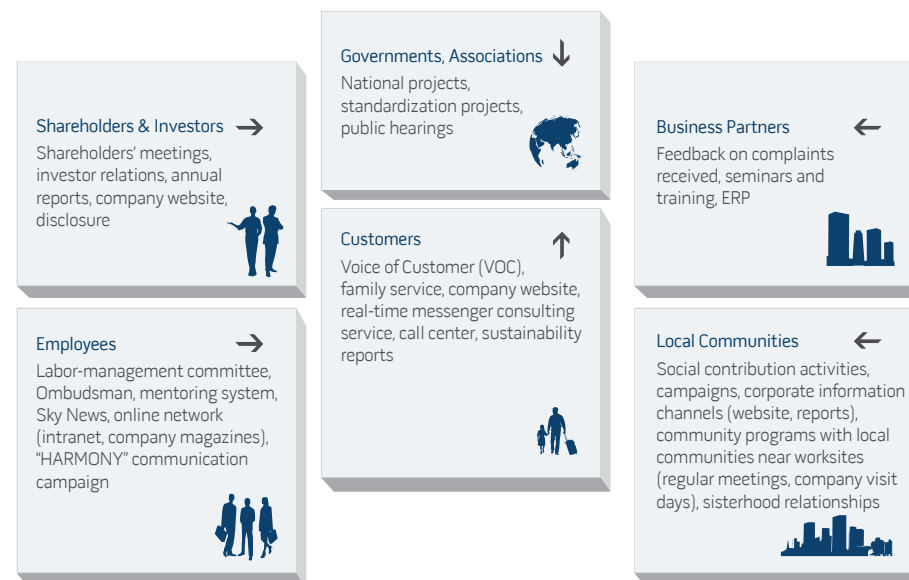 Shareholders & Investors
Shareholders' meetings,
investor relations, annual
reports, company website,
disclosure
Governments, Associations
National projects,
standardization projects,
public hearings
Business Partners
Feedback on complaints
received, seminars and
training, ERP
Employees
Labor-management committee,
Ombudsman, mentoring system,
Sky News, online network
(intranet, company magazines),
“HARMONY” communication
campaign
Customers
Voice of Customer (VOC),
family service, company website,
real-time messenger consulting
service, call center, sustainability
reports
Local Communities
Social contribution activities,
campaigns, corporate information
channels (website, reports),
community programs with local
communities near worksites
(regular meetings, company visit
days), sisterhood relationships